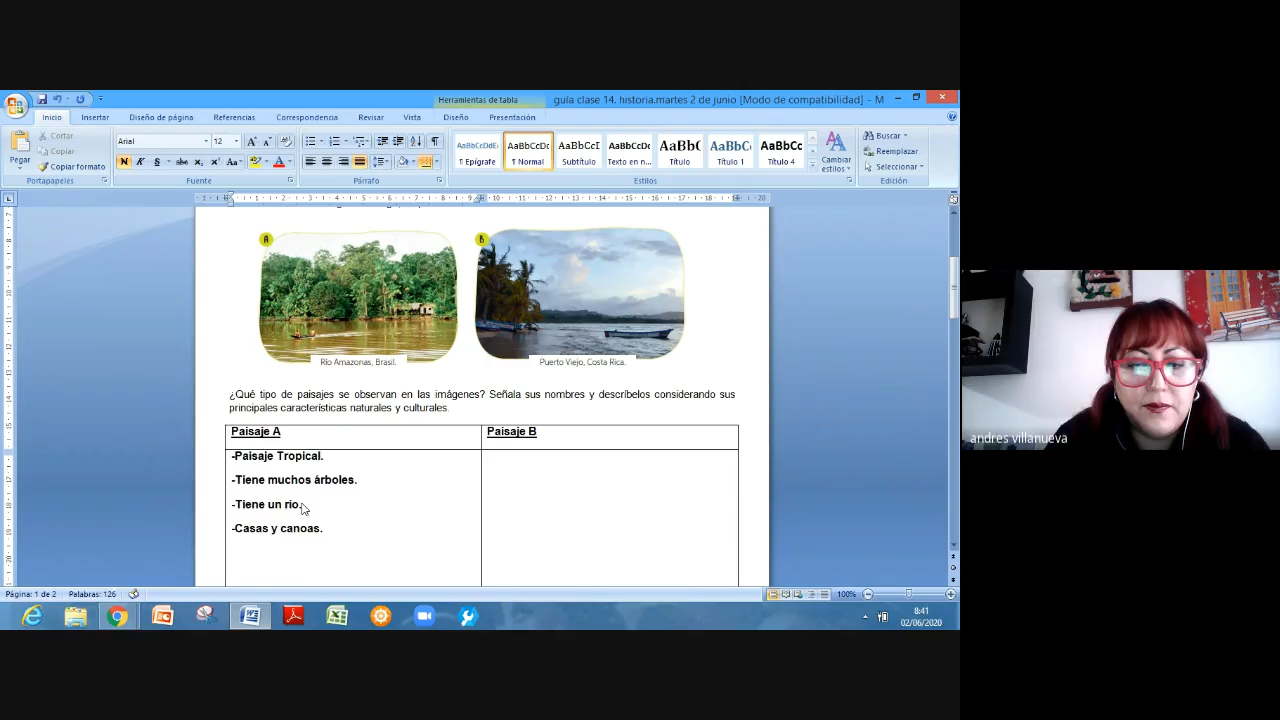 Herramientas de tabla
guía clase 14. historia.martes 2 de junio [Modo de compatibilidad] - M
Inicio Insertar Diseño de página Referencias Correspondencia Revisar Vista Diseño Presentación
Pegar
Cortar
Copiar
Copiar formato
Portapapeles
Arial 12
Fuente
Párrafo
AaBbCcDdEe AaBbCcDc AaBbCcI AaBbCcDc AaBb( AaBbC AaBbCc
¶ Epígrafe ¶ Normal Subtítulo Texto en n... Título Título 1 Título 4
Estilos
Cambiar
estilos
Buscar
Reemplazar
Seleccionar
Edición
A B
Río Amazonas, Brasil. Puerto Viejo, Costa Rica.
¿Qué tipo de paisajes se observan en las imágenes? Señala sus nombres y descríbelos considerando sus
principales características naturales y culturales.
Paisaje A Paisaje B
-Paisaje Tropical.
-Tiene muchos árboles.
-Tiene un río.
-Casas y canoas.
Página: 1 de 2 Palabras: 126 100%
8:41
02/06/2020
andres villanueva